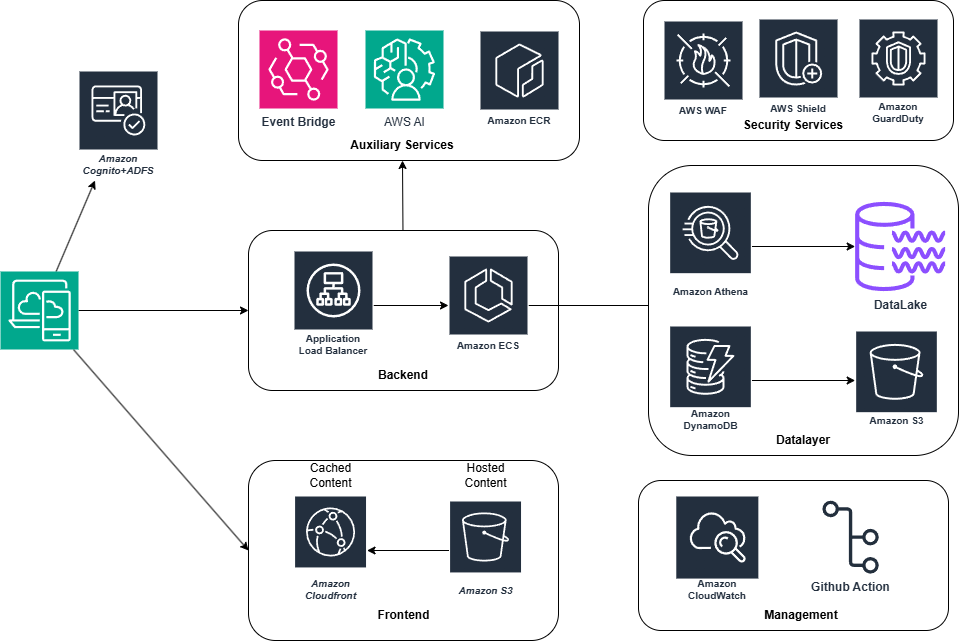 Event Bridge
AWS AI
Amazon ECR
Auxiliary Services
AWS WAF
AWS Shield
Amazon
GuardDuty
Security Services
Amazon
Cognito+ADFS
Application
Load Balancer
Amazon ECS
Backend
Amazon Athena
DataLake
Amazon
DynamoDB
Amazon S3
Datalayer
Cached
Content
Hosted
Content
Amazon
Cloudfront
Amazon S3
Frontend
Amazon
CloudWatch
Github Action
Management